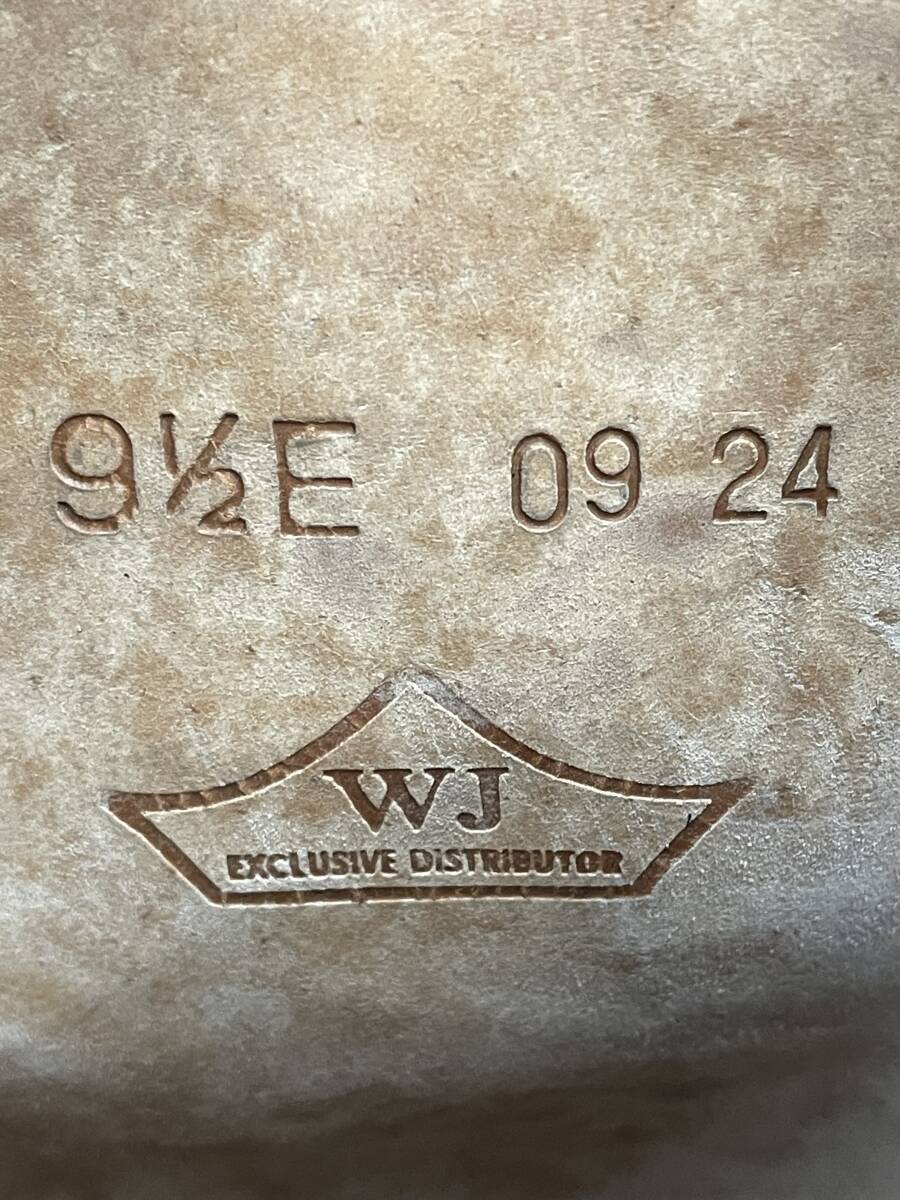 9½E 09 24
WJ
EXCLUSIVE DISTRIBUTOR